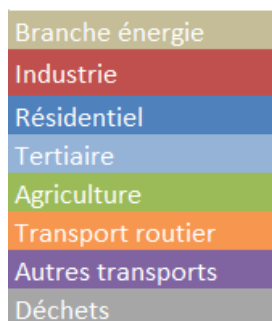 Branche énergie
Industrie
Résidentiel
Tertiaire
Agriculture
Transport routier
Autres transports
Déchets